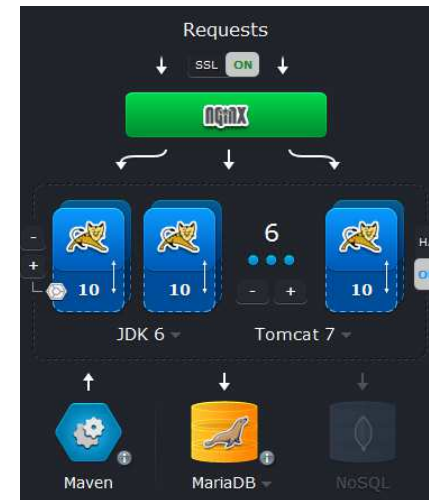 Requests
SSL ON
NGINX
6
10 10 10
- +
-
+
JDK 6 Tomcat 7
Maven MariaDB NoSQL